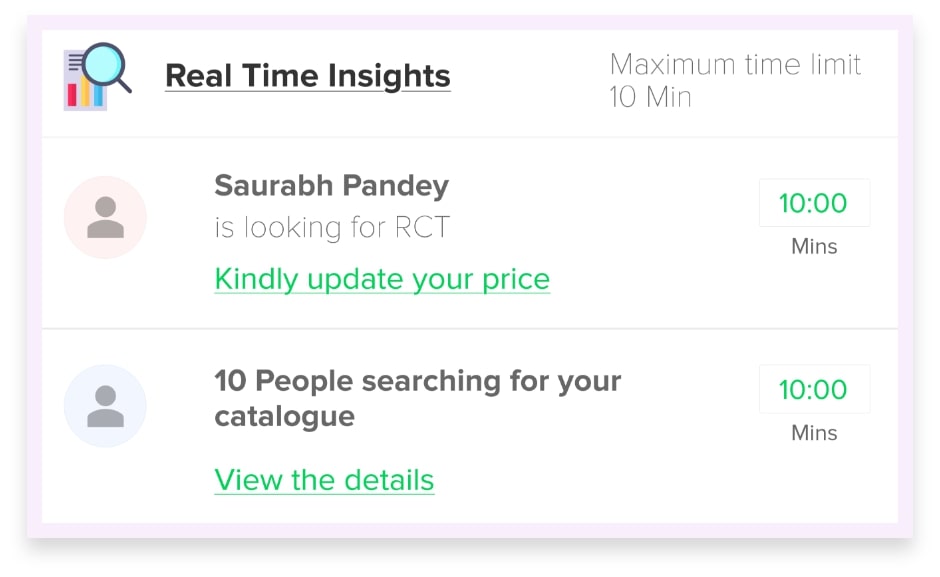 Real Time Insights
Maximum time limit
10 Min
Saurabh Pandey
is looking for RCT
Kindly update your price
10:00
Mins
10 People searching for your
catalogue
View the details
10:00
Mins